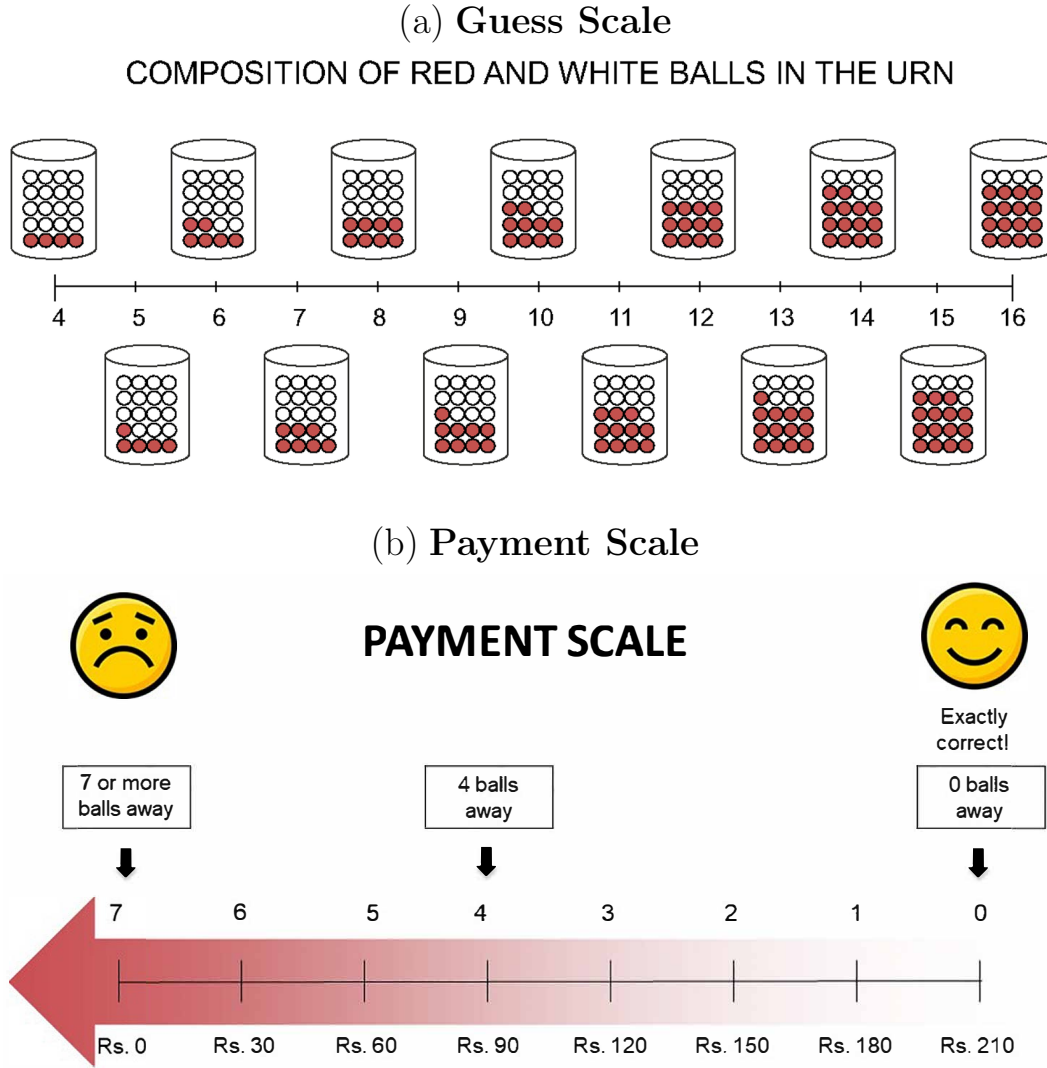 (a) Guess Scale
COMPOSITION OF RED AND WHITE BALLS IN THE URN
4 5 6 7 8 9 10 11 12 13 14 15 16
(b) Payment Scale
PAYMENT SCALE
Exactly
correct!
7 or more
balls away
4 balls
away
0 balls
away
7 6 5 4 3 2 1 0
Rs. 0 Rs. 30 Rs. 60 Rs. 90 Rs. 120 Rs. 150 Rs. 180 Rs. 210